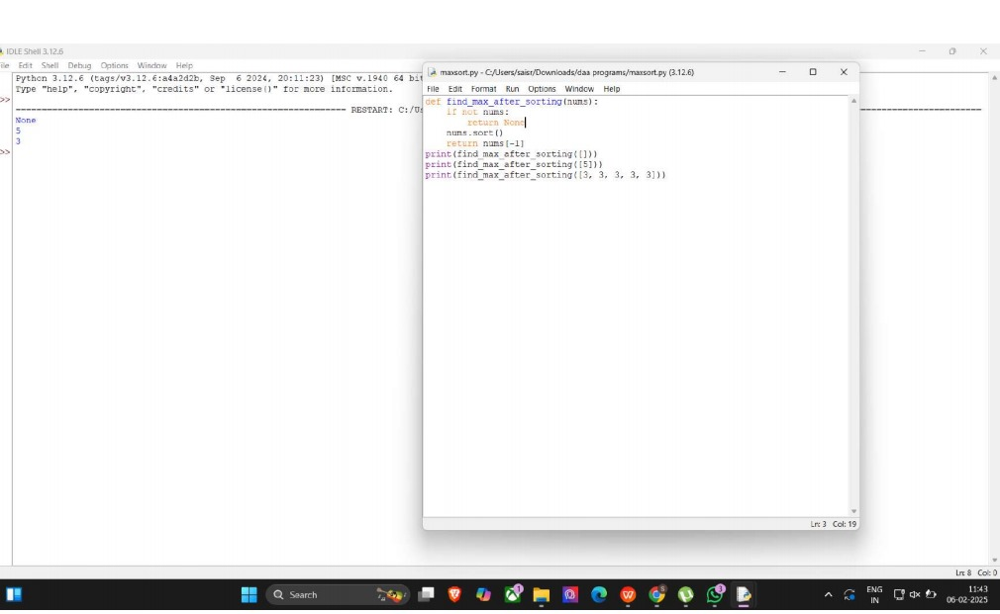 IDLE Shell 3.12.6
Edit Shell Debug Options Window Help
Python 3.12.6 (tags/v3.12.6:a4a2d2b, Sep 6 2024, 20:11:23) [MSC v.1940 64 bit
Type "help", "copyright", "credits" or "license()" for more information.
>>
RESTART: C:/Us
None
5
3
>>
Ln: 8 Col: 0
maxsort.py - C:/Users/saisr/Downloads/daa programs/maxsort.py (3.12.6)
File Edit Format Run Options Window Help
def find_max_after_sorting(nums):
if not nums:
return None
nums.sort()
return nums[-1]
print(find_max_after_sorting([]))
print(find_max_after_sorting([5]))
print(find_max_after_sorting([3, 3, 3, 3, 3]))
Ln: 3 Col: 19
Search
ENG
IN
11:43
06-02-2025